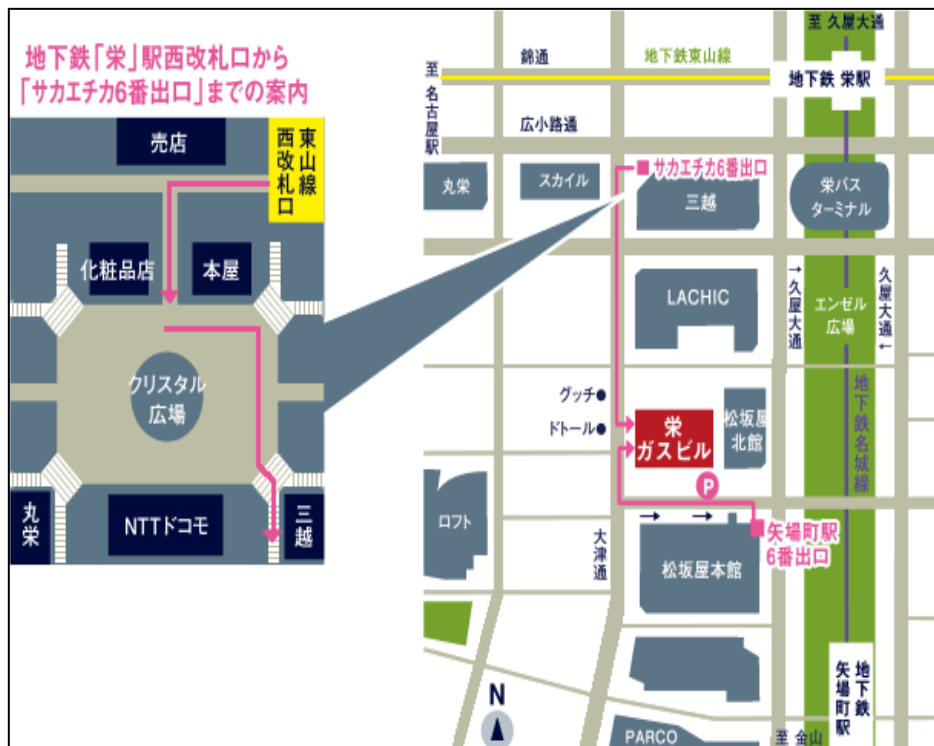 地下鉄「栄」駅西改札口から
「サカエチカ6番出口」までの案内
売店
東山線
西改札口
化粧品店
本屋
クリスタル
広場
丸栄
NTTドコモ
三越
至 久屋大通
錦通
地下鉄東山線
地下鉄 栄駅
至 名古屋駅
広小路通
サカエチカ6番出口
丸栄
スカイル
三越
栄バス
ターミナル
LACHIC
→久屋大通
エンゼル
広場
久屋大通←
グッチ●
ドトール●
栄
ガスビル
松坂屋
北館
地下鉄名城線
P
ロフト
大津通
→ →
松坂屋本館
矢場町駅
6番出口
地下鉄
矢場町駅
N
PARCO
至 金山